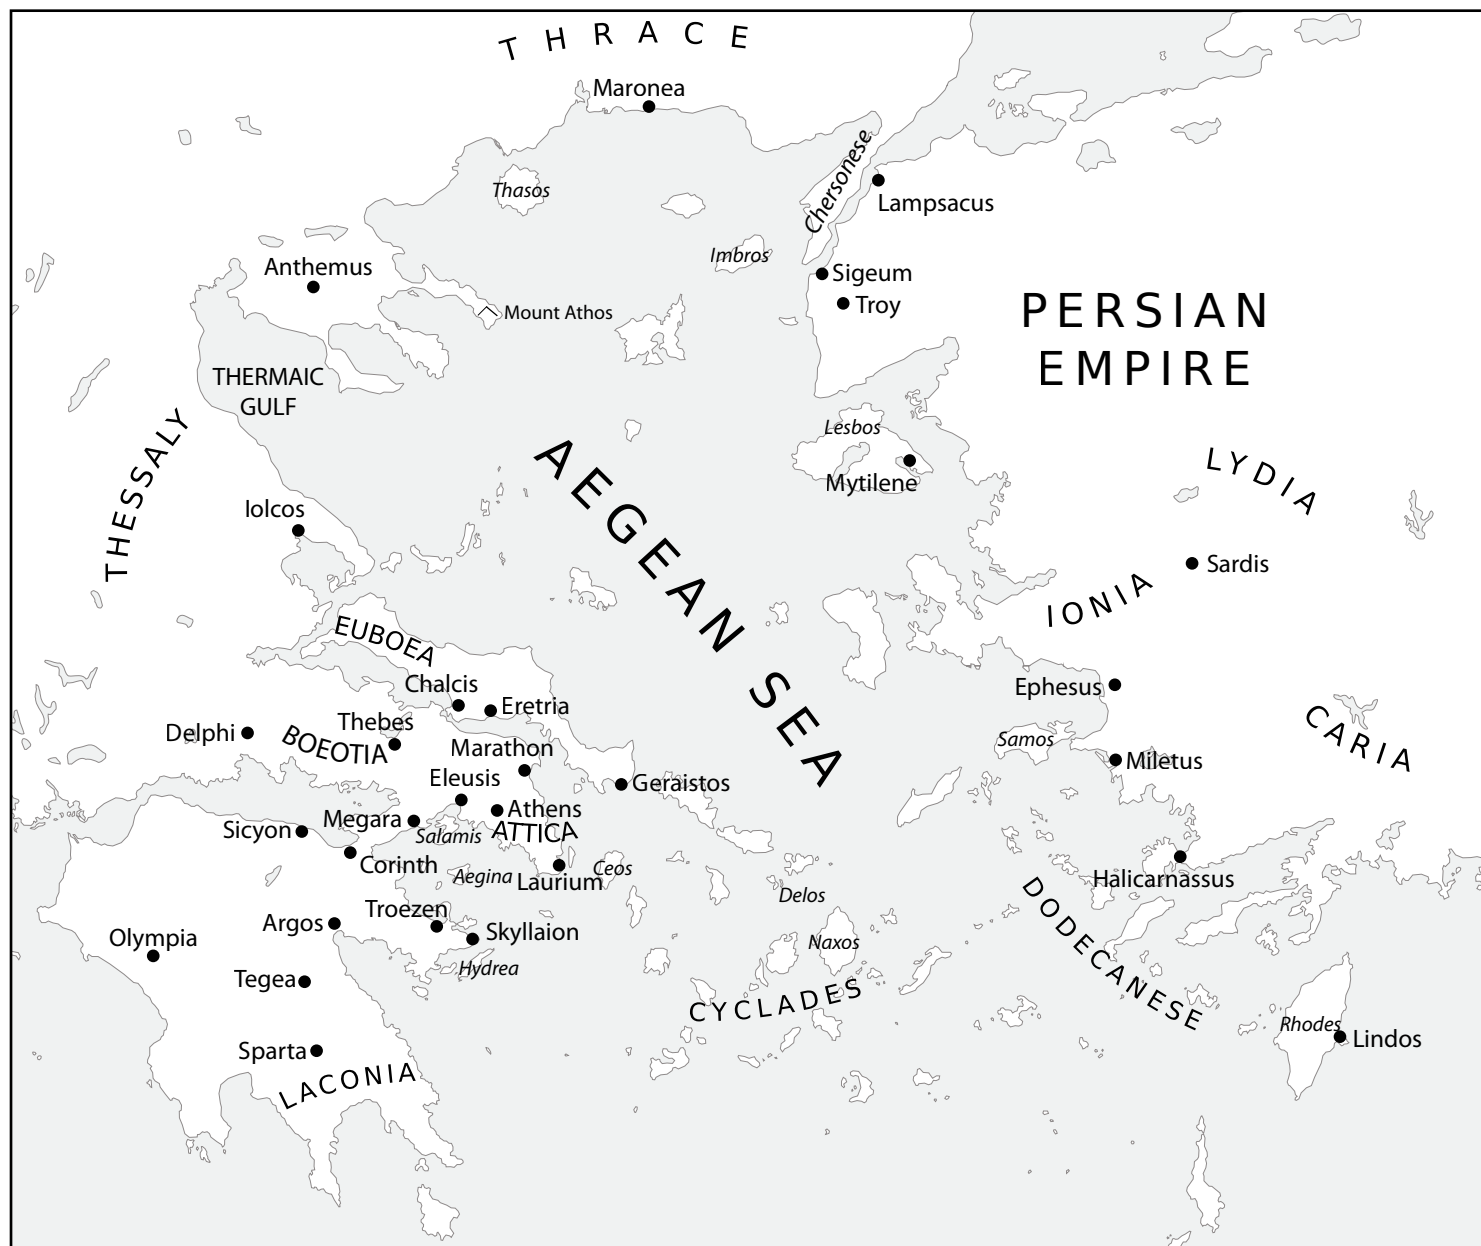 THRACE
Maronea
Thasos
Chersonese
Lampsacus
Imbros
Anthemus
Sigeum
Mount Athos
Troy
PERSIAN
EMPIRE
THERMAIC
GULF
THESSALY
Lesbos
Mytilene
AEGEAN SEA
LYDIA
Iolcos
Sardis
IONIA
EUBOEA
Chalcis
Eretria
Ephesus
Delphi
BOEOTIA
Thebes
Marathon
Samos
CARIA
Miletus
Eleusis
Geraistos
Athens
ATTICA
Megara
Salamis
Sicyon
Corinth
Aegina
Laurium
Ceos
Halicarnassus
Delos
DODECANESE
Troezen
Argos
Skyllaion
Olympia
Naxos
Hydrea
Tegea
CYCLADES
Rhodes
Lindos
Sparta
LACONIA